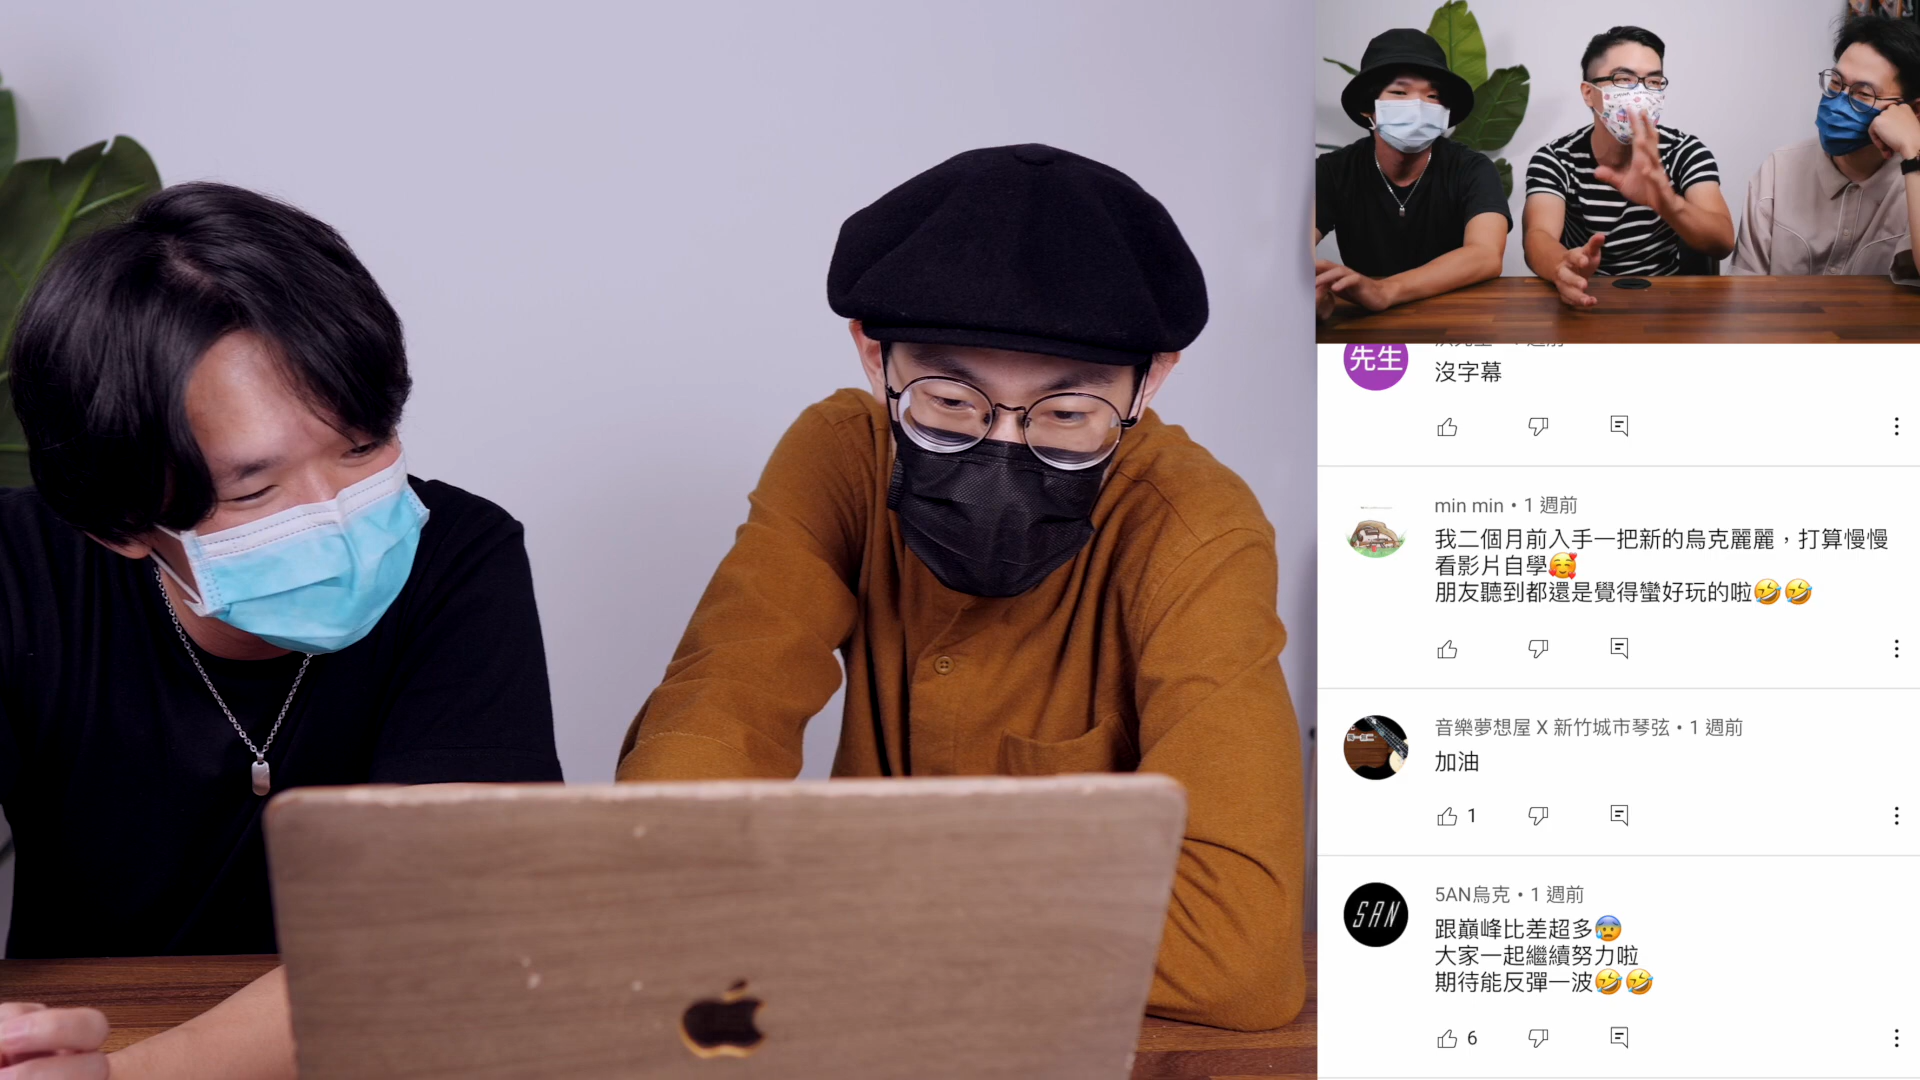 先生
沒字幕
min min • 1 週前
我二個月前入手一把新的烏克麗麗，打算慢慢
看影片自學🥰
朋友聽到都還是覺得蠻好玩的啦🤣🤣
音樂夢想屋 X 新竹城市琴弦 • 1 週前
加油
1
5AN烏克 • 1 週前
SAN
跟巔峰比差超多😰
大家一起繼續努力啦
期待能反彈一波🤣🤣
6